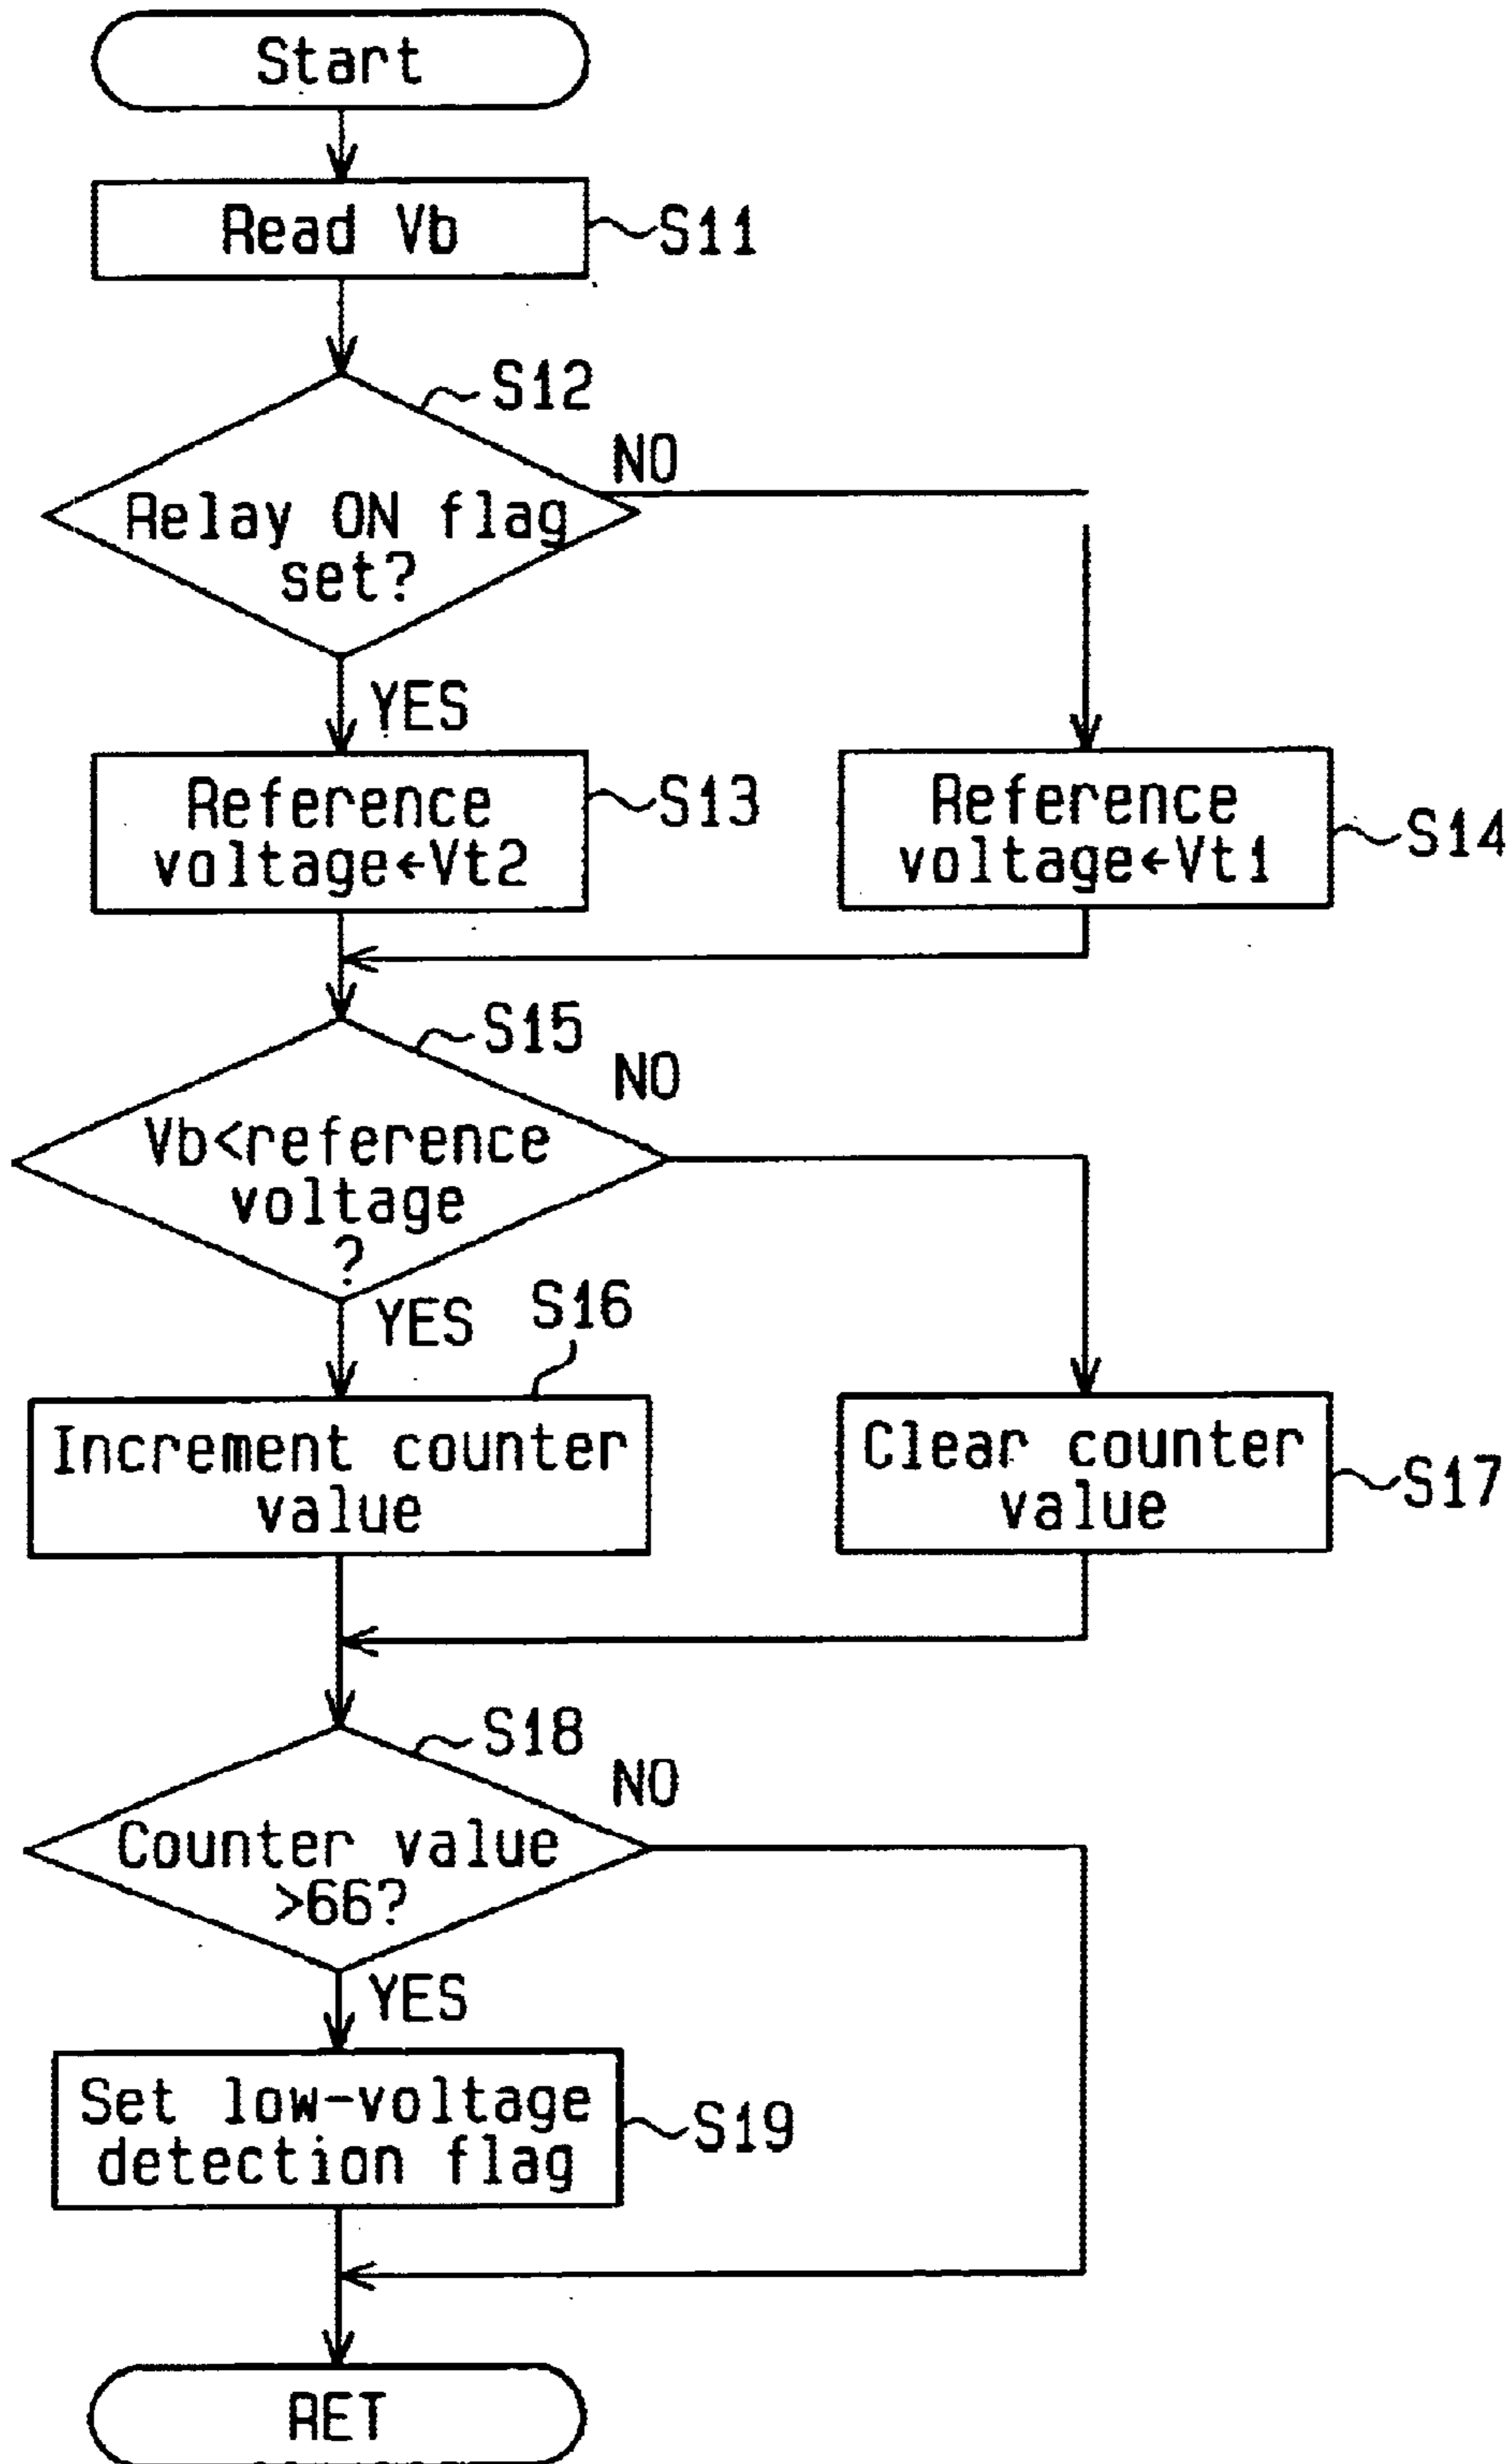 Start
Read Vb
S11
S12
NO
Relay ON flag
set?
YES
Reference
voltage←Vt2
S13
Reference
voltage←Vt1
S14
S15
NO
Vb<reference
voltage
?
YES
S16
Increment counter
value
Clear counter
value
S17
S18
NO
Counter value
>66?
YES
Set low-voltage
detection flag
S19
RET